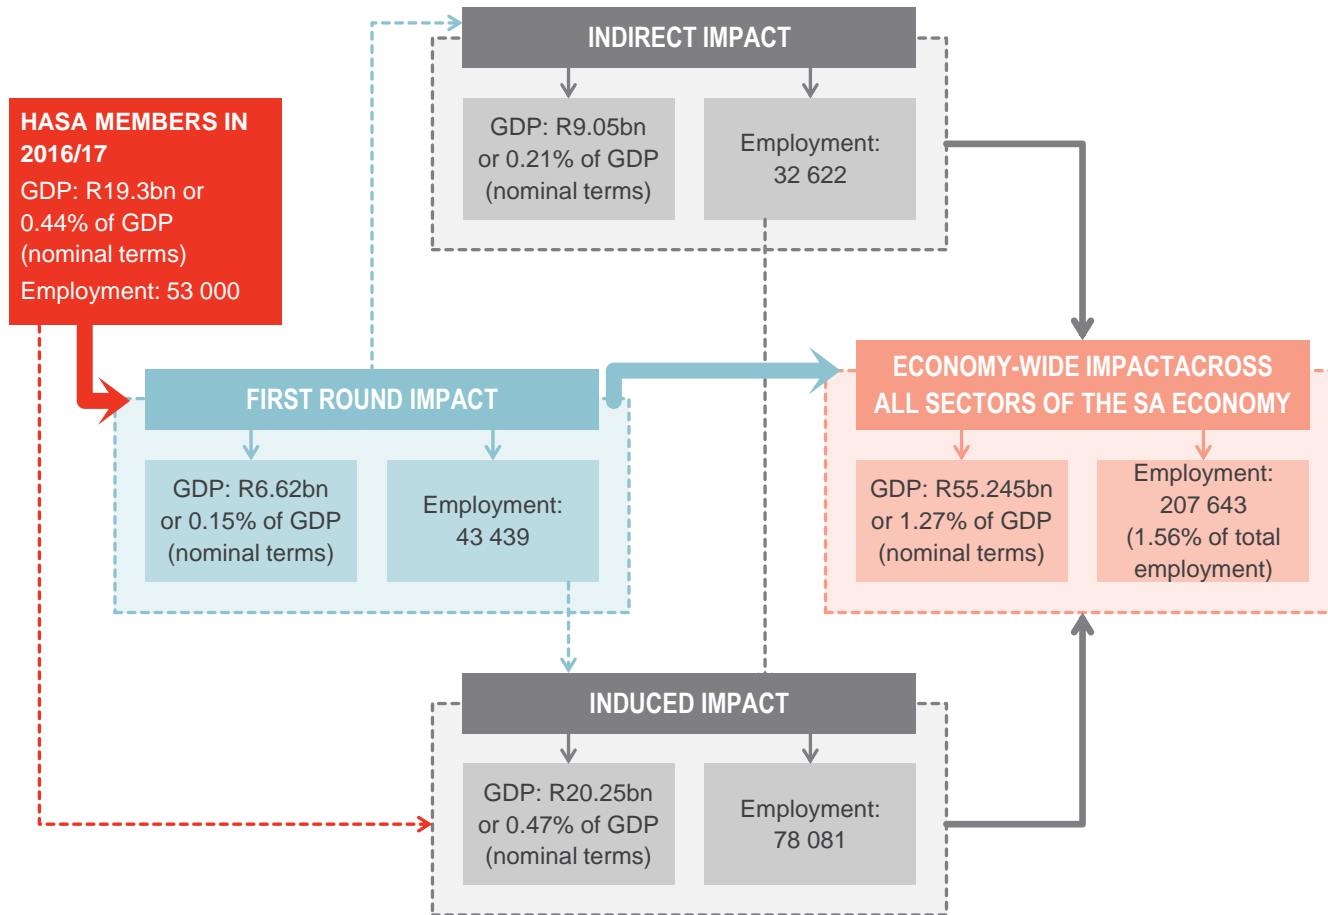 INDIRECT IMPACT
GDP: R9.05bn
or 0.21% of GDP
(nominal terms)
Employment:
32 622
HASA MEMBERS IN
2016/17
GDP: R19.3bn or
0.44% of GDP
(nominal terms)
Employment: 53 000
FIRST ROUND IMPACT
GDP: R6.62bn
or 0.15% of GDP
(nominal terms)
Employment:
43 439
ECONOMY-WIDE IMPACTACROSS
ALL SECTORS OF THE SA ECONOMY
GDP: R55.245bn
or 1.27% of GDP
(nominal terms)
Employment:
207 643
(1.56% of total
employment)
INDUCED IMPACT
GDP: R20.25bn
or 0.47% of GDP
(nominal terms)
Employment:
78 081